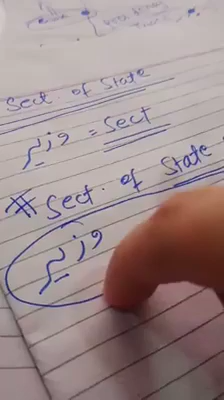 Sect. of State
وزیر = Sect
# Sect. of State
وزیر